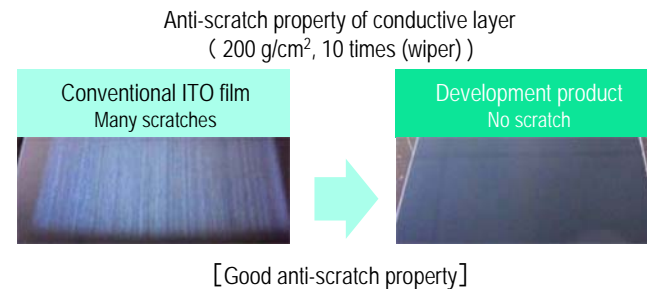 Anti-scratch property of conductive layer
( 200 g/cm², 10 times (wiper) )
Conventional ITO film
Many scratches
Development product
No scratch
[Good anti-scratch property]